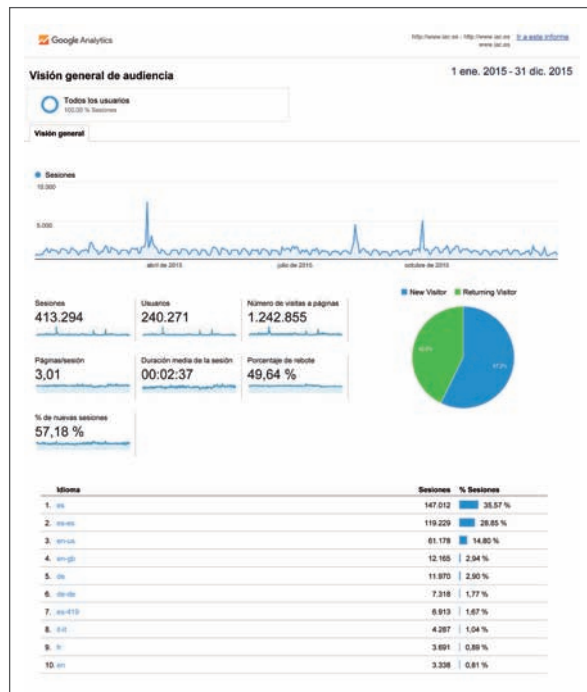 Google Analytics
http://www.iac.es - http://www.iac.es
www.iac.es
Ir a este informe
Visión general de audiencia
1 ene. 2015 - 31 dic. 2015
Todos los usuarios
100,00 % Sesiones
Visión general
Sesiones
10.000
5.000
abril de 2015
julio de 2015
octubre de 2015
Sesiones
413.294
Usuarios
240.271
Número de visitas a páginas
1.242.855
New Visitor
Returning Visitor
Páginas/sesión
3,01
Duración media de la sesión
00:02:37
Porcentaje de rebote
49,64 %
% de nuevas sesiones
57,18 %
Idioma Sesiones % Sesiones
1. es 147.012 35,57 %
2. es-es 119.229 28,85 %
3. en-us 61.178 14,80 %
4. en-gb 12.165 2,94 %
5. de 11.970 2,90 %
6. de-de 7.318 1,77 %
7. es-419 6.913 1,67 %
8. it-it 4.287 1,04 %
9. fr 3.691 0,89 %
10. en 3.338 0,81 %